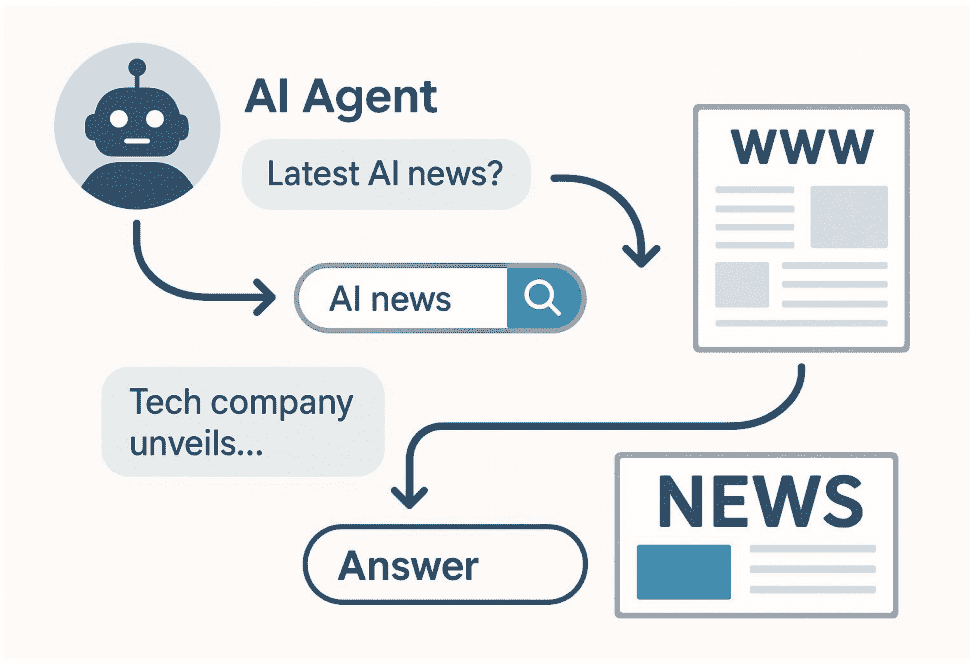 AI Agent
Latest AI news?
WWW
AI news
Tech company
unveils...
NEWS
Answer